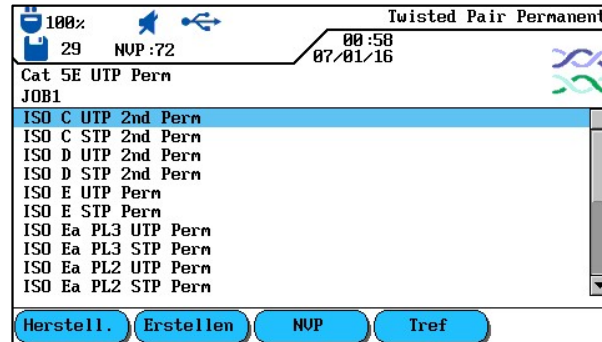 100%
Twisted Pair Permanent
29 NVP:72
00:58
07/01/16
Cat 5E UTP Perm
JOB1
ISO C UTP 2nd Perm
ISO C STP 2nd Perm
ISO D UTP 2nd Perm
ISO D STP 2nd Perm
ISO E UTP Perm
ISO E STP Perm
ISO Ea PL3 UTP Perm
ISO Ea PL3 STP Perm
ISO Ea PL2 UTP Perm
ISO Ea PL2 STP Perm
Herstell. Erstellen NVP Tref